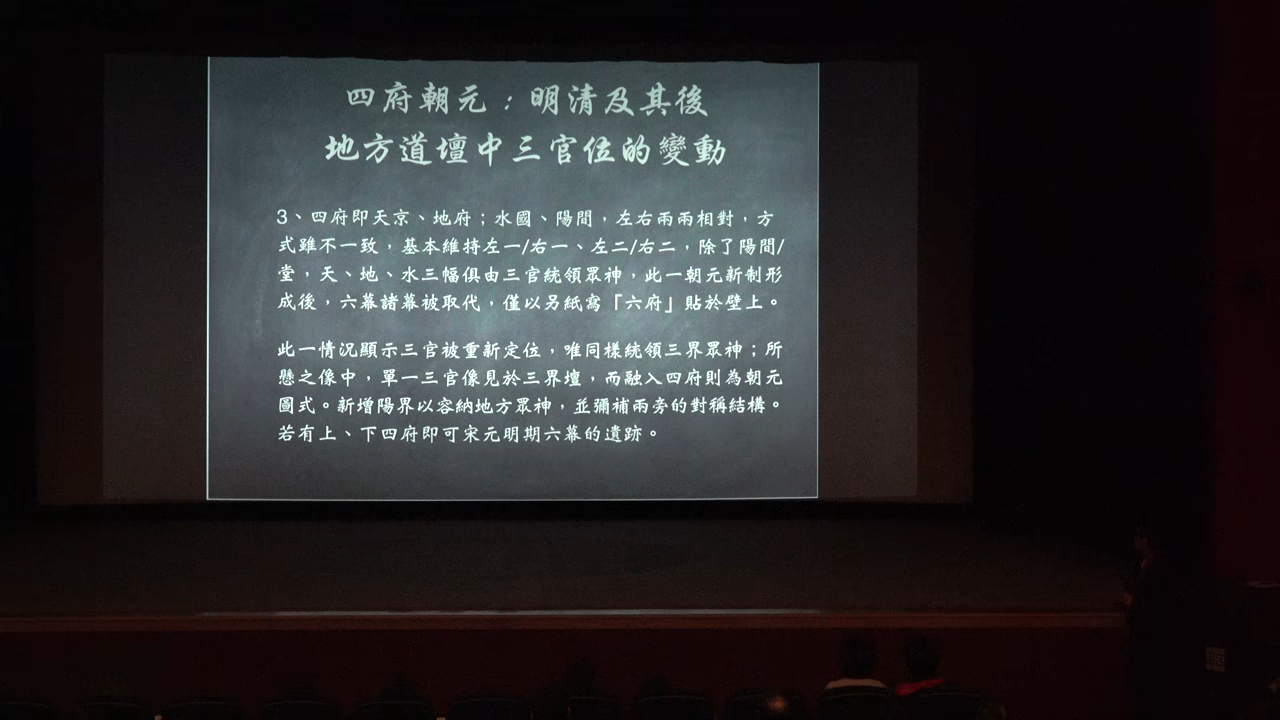 四府朝元：明清及其後
地方道壇中三官位的變動
3、四府即天京、地府；水國、陽間，左右兩兩相對，方
式雖不一致，基本維持左一/右一、左二/右二，除了陽間/
堂，天、地、水三幅俱由三官統領眾神，此一朝元新制形
成後，六幕諸幕被取代，僅以另紙寫「六府」貼於壁上。
此一情況顯示三官被重新定位，唯同樣統領三界眾神；所
懸之像中，單一三官像見於三界壇，而融入四府則為朝元
圖式。新增陽界以容納地方眾神，並彌補兩旁的對稱結構。
若有上、下四府即可宋元明期六幕的遺跡。